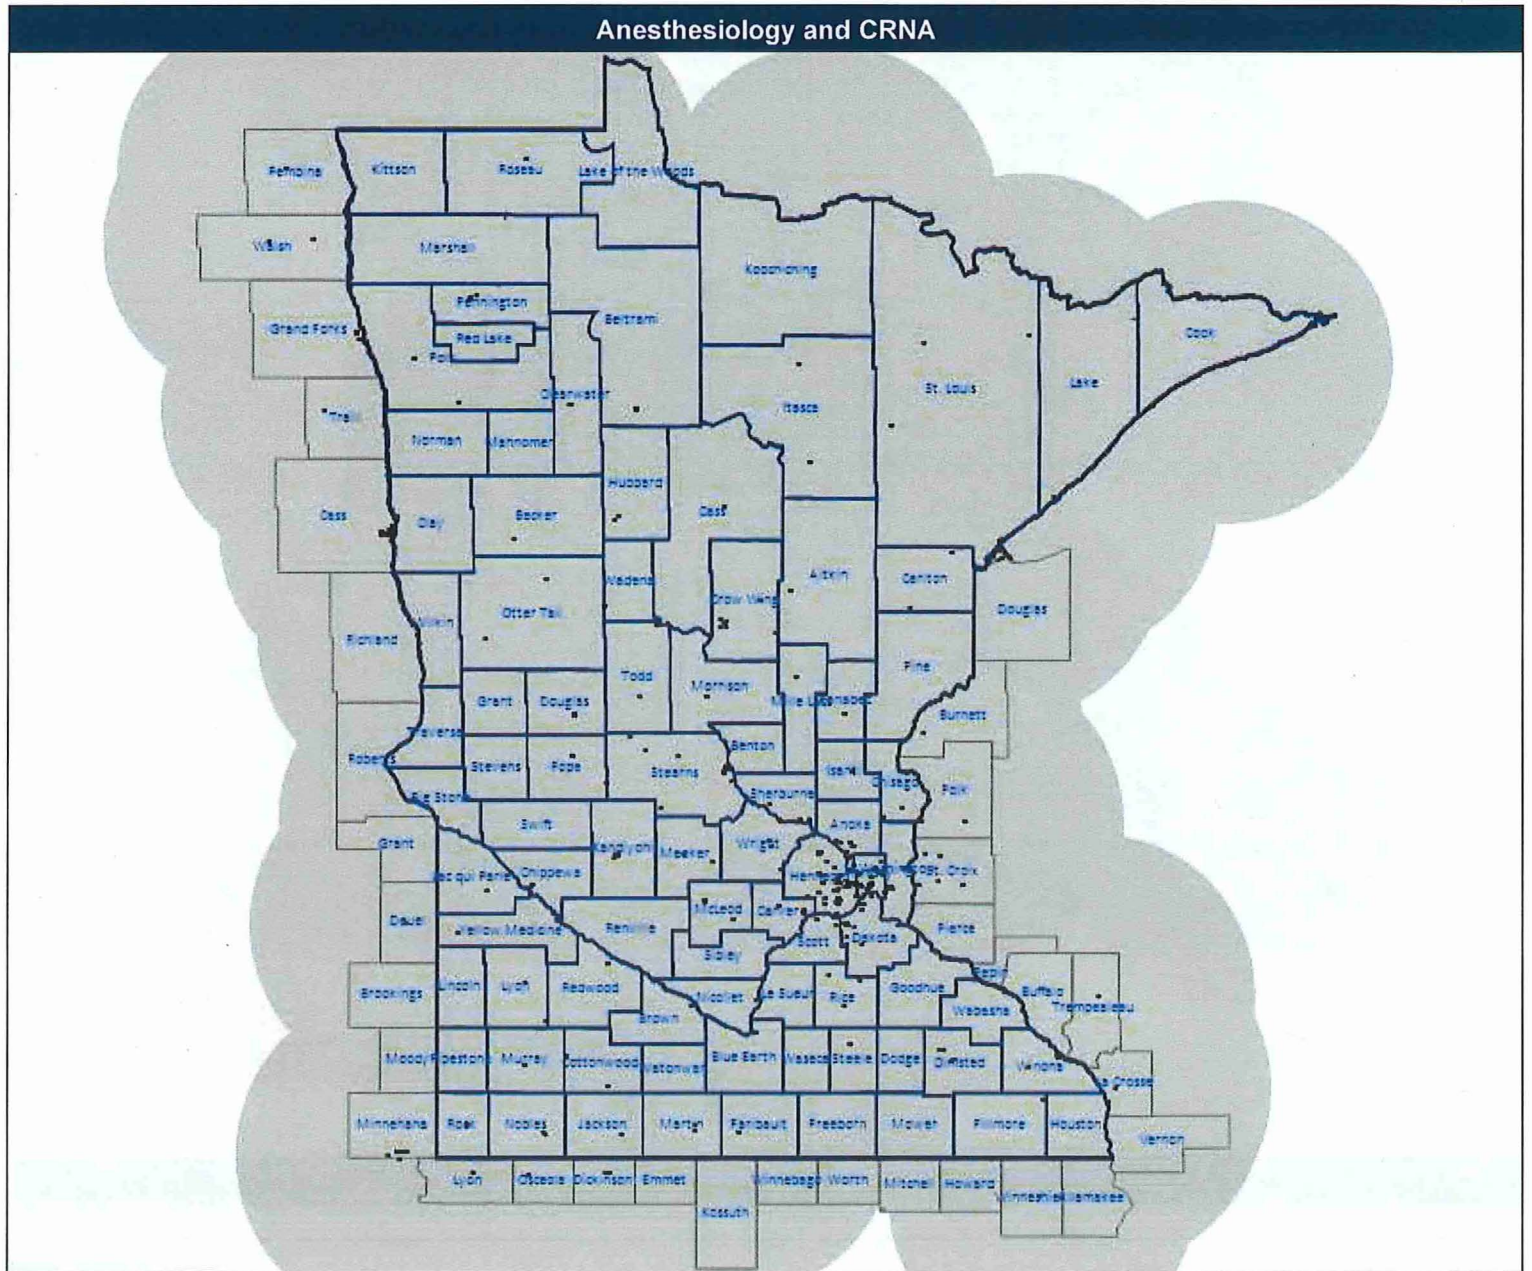 Anesthesiology and CRNA
Pembina
Kittson
Roseau
Lake of the Woods
Walsh
Marshall
Koochiching
Pennington
Grand Forks
Beltrami
Red Lake
Cook
Clearwater
St. Louis
Lake
Itasca
Traill
Norman
Mahnomen
Hubbard
Cass
Cass
Clay
Becker
Aitkin
Carlton
Wadena
Crow Wing
Douglas
Otter Tail
Wilkin
Richland
Pine
Todd
Morrison
Grant
Douglas
Mille Lacs
Kanabec
Burnett
Traverse
Benton
Roberts
Stevens
Pope
Stearns
Isanti
Chisago
Polk
Big Stone
Sherburne
Swift
Anoka
Grant
Kandiyohi
Meeker
Wright
Lac qui Parle
Chippewa
St. Croix
McLeod
Carver
Deuel
Yellow Medicine
Renville
Scott
Dakota
Pierce
Sibley
Pepin
Brookings
Lincoln
Lyon
Redwood
Nicollet
Le Sueur
Rice
Goodhue
Buffalo
Trempealeau
Wabasha
Brown
Moody
Pipestone
Murray
Cottonwood
Watonwan
Blue Earth
Waseca
Steele
Dodge
Olmsted
Winona
La Crosse
Minnehaha
Rock
Nobles
Jackson
Martin
Faribault
Freeborn
Mower
Fillmore
Houston
Vernon
Lyon
Osceola
Dickinson
Emmet
Winnebago
Worth
Mitchell
Howard
Winneshiek
Allamakee
Kossuth